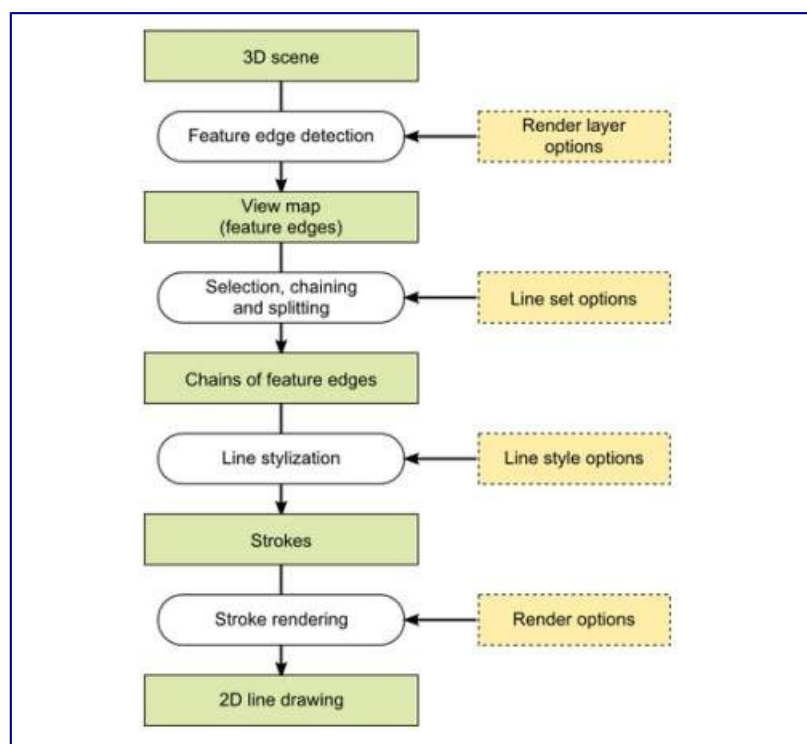 3D scene
Feature edge detection
Render layer
options
View map
(feature edges)
Selection, chaining
and splitting
Line set options
Chains of feature edges
Line stylization
Line style options
Strokes
Stroke rendering
Render options
2D line drawing